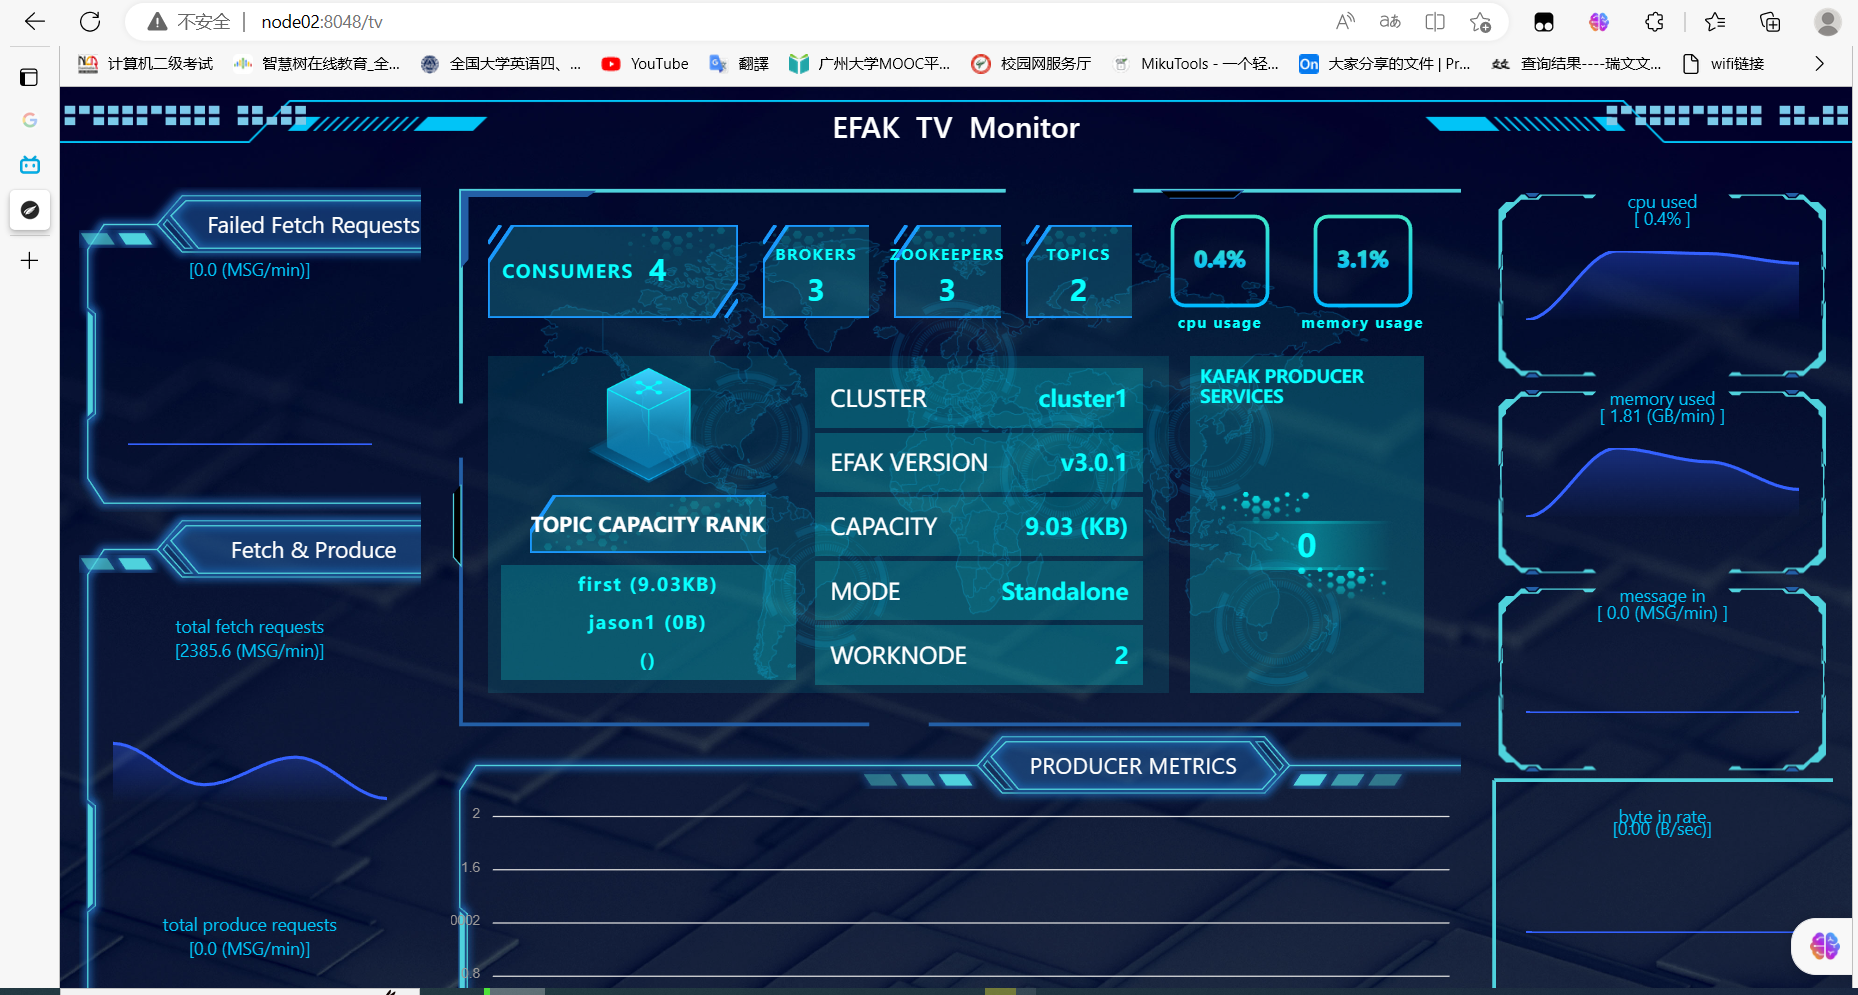 不安全
node02:8048/tv
计算机二级考试
智慧树在线教育_全...
全国大学英语四、...
YouTube
翻譯
广州大学MOOC平...
校园网服务厅
MikuTools - 一个轻...
大家分享的文件 | Pr...
查询结果----瑞文文...
wifi链接
EFAK TV Monitor
Failed Fetch Requests
[0.0 (MSG/min)]
Fetch & Produce
total fetch requests
[2385.6 (MSG/min)]
total produce requests
[0.0 (MSG/min)]
CONSUMERS 4
BROKERS
3
ZOOKEEPERS
3
TOPICS
2
0.4%
cpu usage
3.1%
memory usage
TOPIC CAPACITY RANK
first (9.03KB)
jason1 (0B)
()
CLUSTER cluster1
EFAK VERSION v3.0.1
CAPACITY 9.03 (KB)
MODE Standalone
WORKNODE 2
KAFAK PRODUCER
SERVICES
0
PRODUCER METRICS
2
1.6
0002
0.8
cpu used
[ 0.4% ]
memory used
[ 1.81 (GB/min) ]
message in
[ 0.0 (MSG/min) ]
byte in rate
[0.00 (B/sec)]